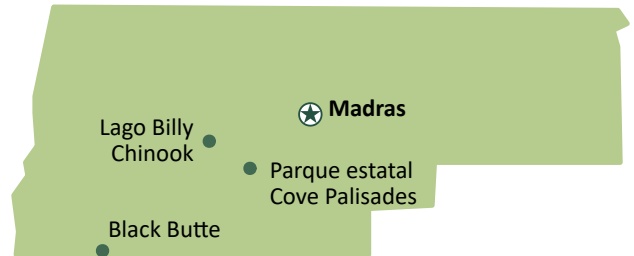 Madras
Lago Billy
Chinook
Parque estatal
Cove Palisades
Black Butte